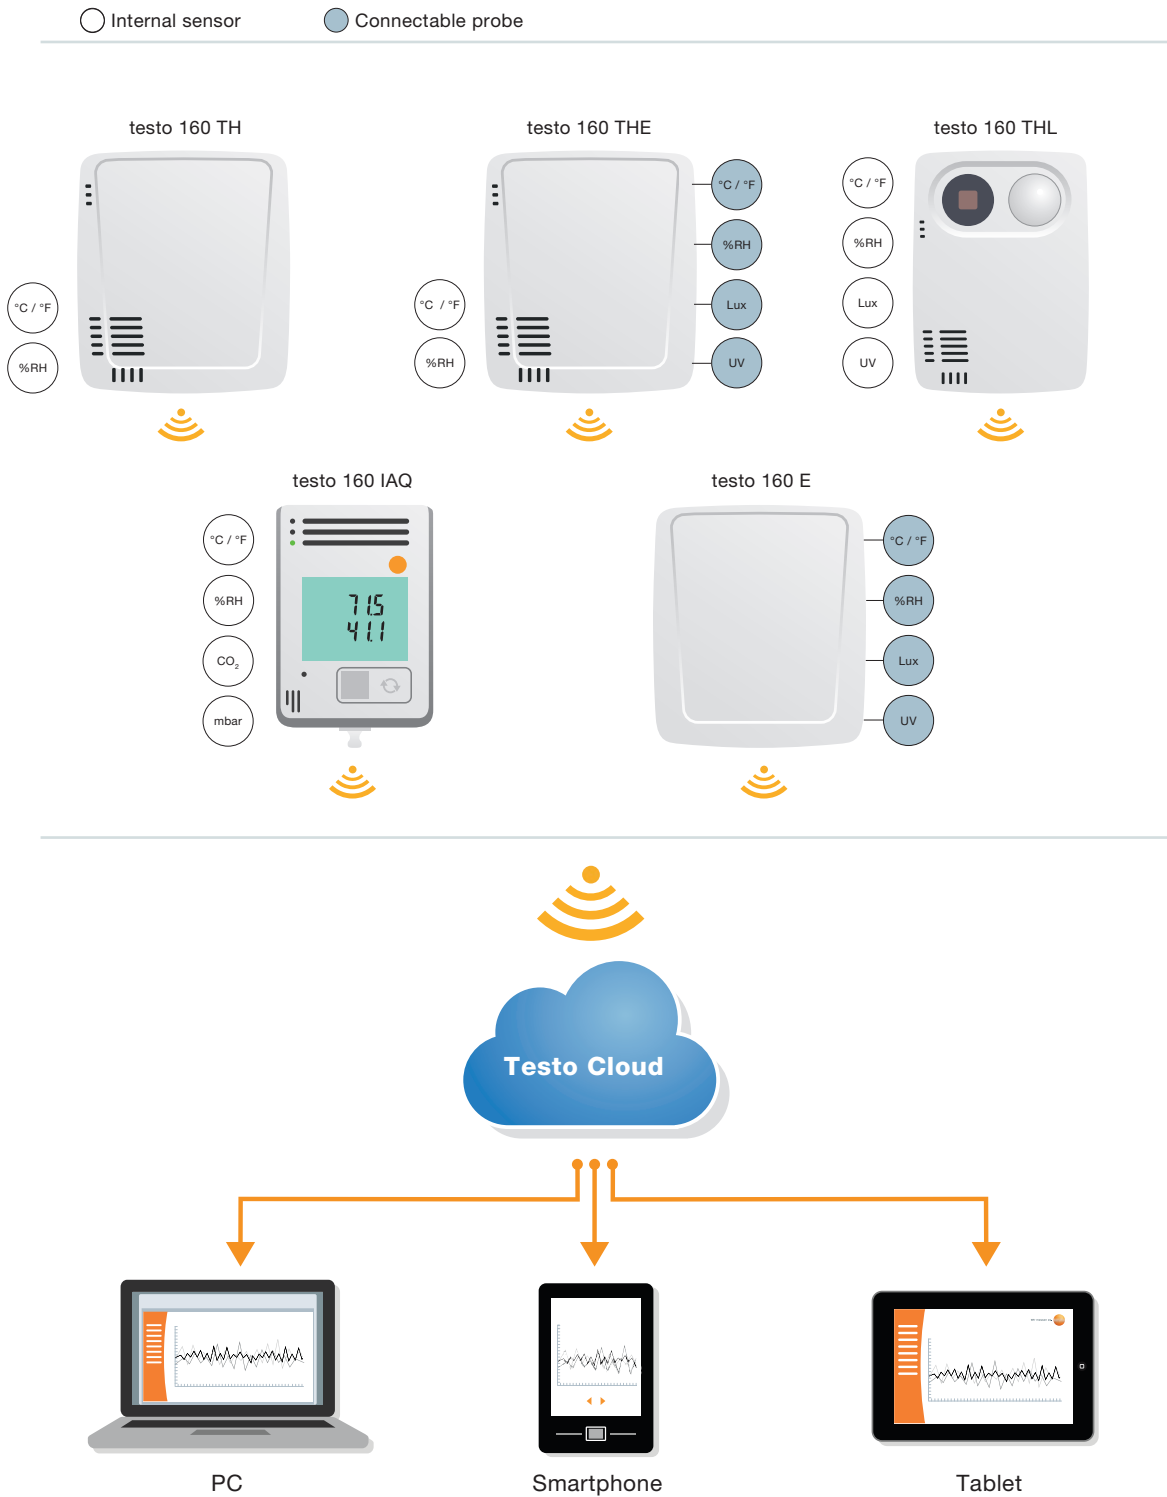 Internal sensor
Connectable probe
testo 160 TH
testo 160 THE
testo 160 THL
°C / °F
%RH
°C / °F
%RH
°C / °F
%RH
Lux
UV
°C / °F
%RH
Lux
UV
testo 160 IAQ
testo 160 E
°C / °F
%RH
CO₂
mbar
71.5
41.1
°C / °F
%RH
Lux
UV
Testo Cloud
PC
Smartphone
Tablet